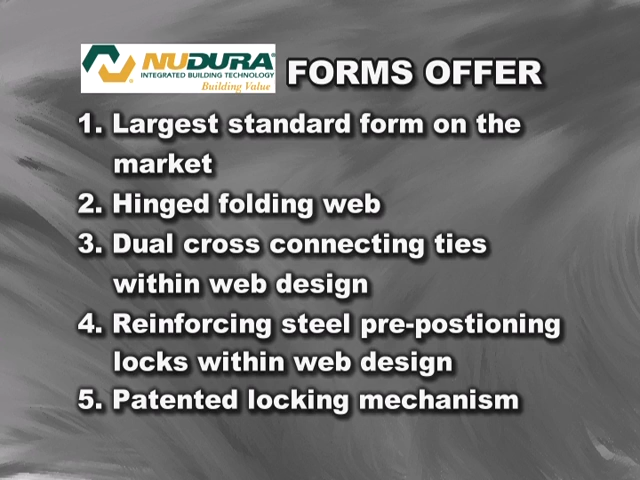 NUDURA® FORMS OFFER
INTEGRATED BUILDING TECHNOLOGY
Building Value
1. Largest standard form on the
market
2. Hinged folding web
3. Dual cross connecting ties
within web design
4. Reinforcing steel pre-postioning
locks within web design
5. Patented locking mechanism